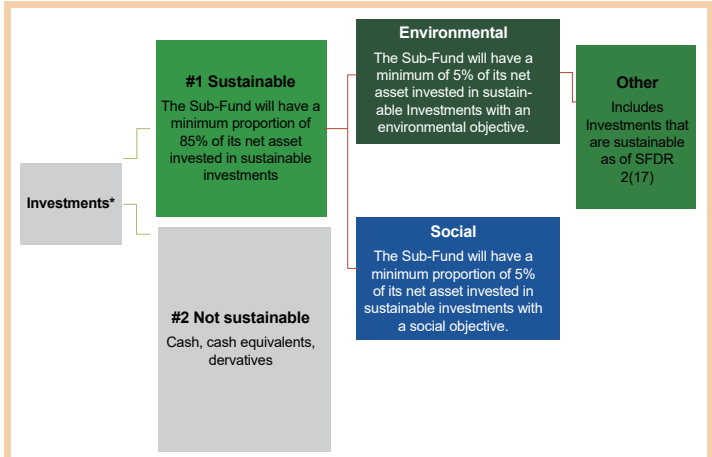 Investments*
#1 Sustainable
The Sub-Fund will have a
minimum proportion of
85% of its net asset
invested in sustainable
investments
#2 Not sustainable
Cash, cash equivalents,
dervatives
Environmental
The Sub-Fund will have a
minimum of 5% of its net
asset invested in sustain-
able Investments with an
environmental objective.
Social
The Sub-Fund will have a
minimum proportion of 5%
of its net asset invested in
sustainable investments with
a social objective.
Other
Includes
Investments that
are sustainable
as of SFDR
2(17)